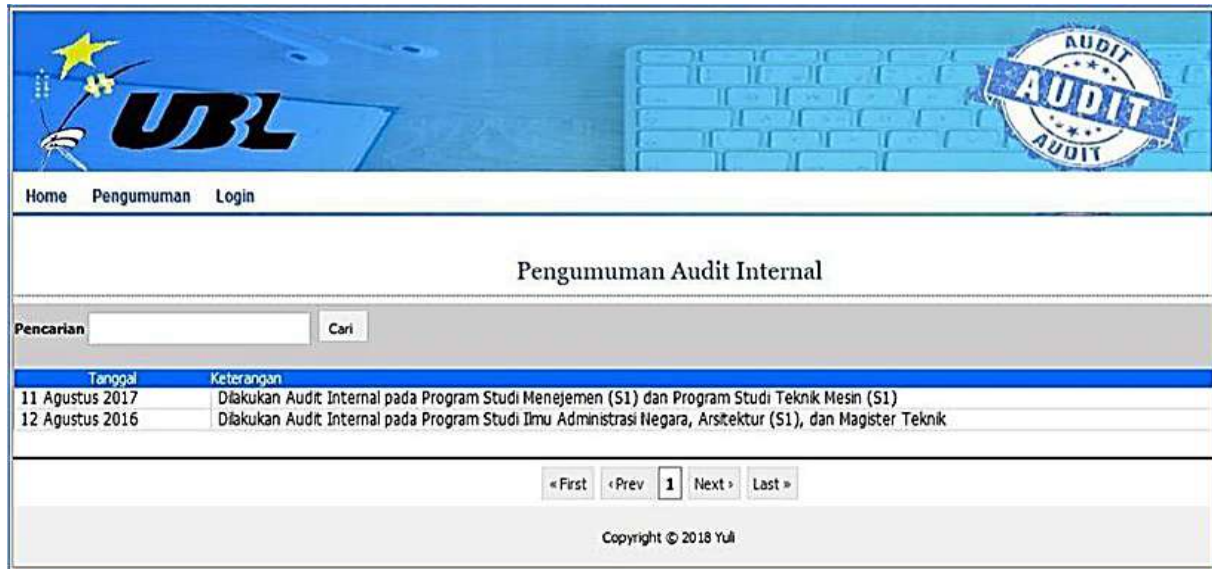 UBL
AUDIT
AUDIT
AUDIT
Home Pengumuman Login
Pengumuman Audit Internal
Pencarian Cari
Tanggal Keterangan
11 Agustus 2017 Dilakukan Audit Internal pada Program Studi Menejemen (S1) dan Program Studi Teknik Mesin (S1)
12 Agustus 2016 Dilakukan Audit Internal pada Program Studi Ilmu Administrasi Negara, Arsitektur (S1), dan Magister Teknik
« First ‹ Prev 1 Next › Last »
Copyright © 2018 Yuli